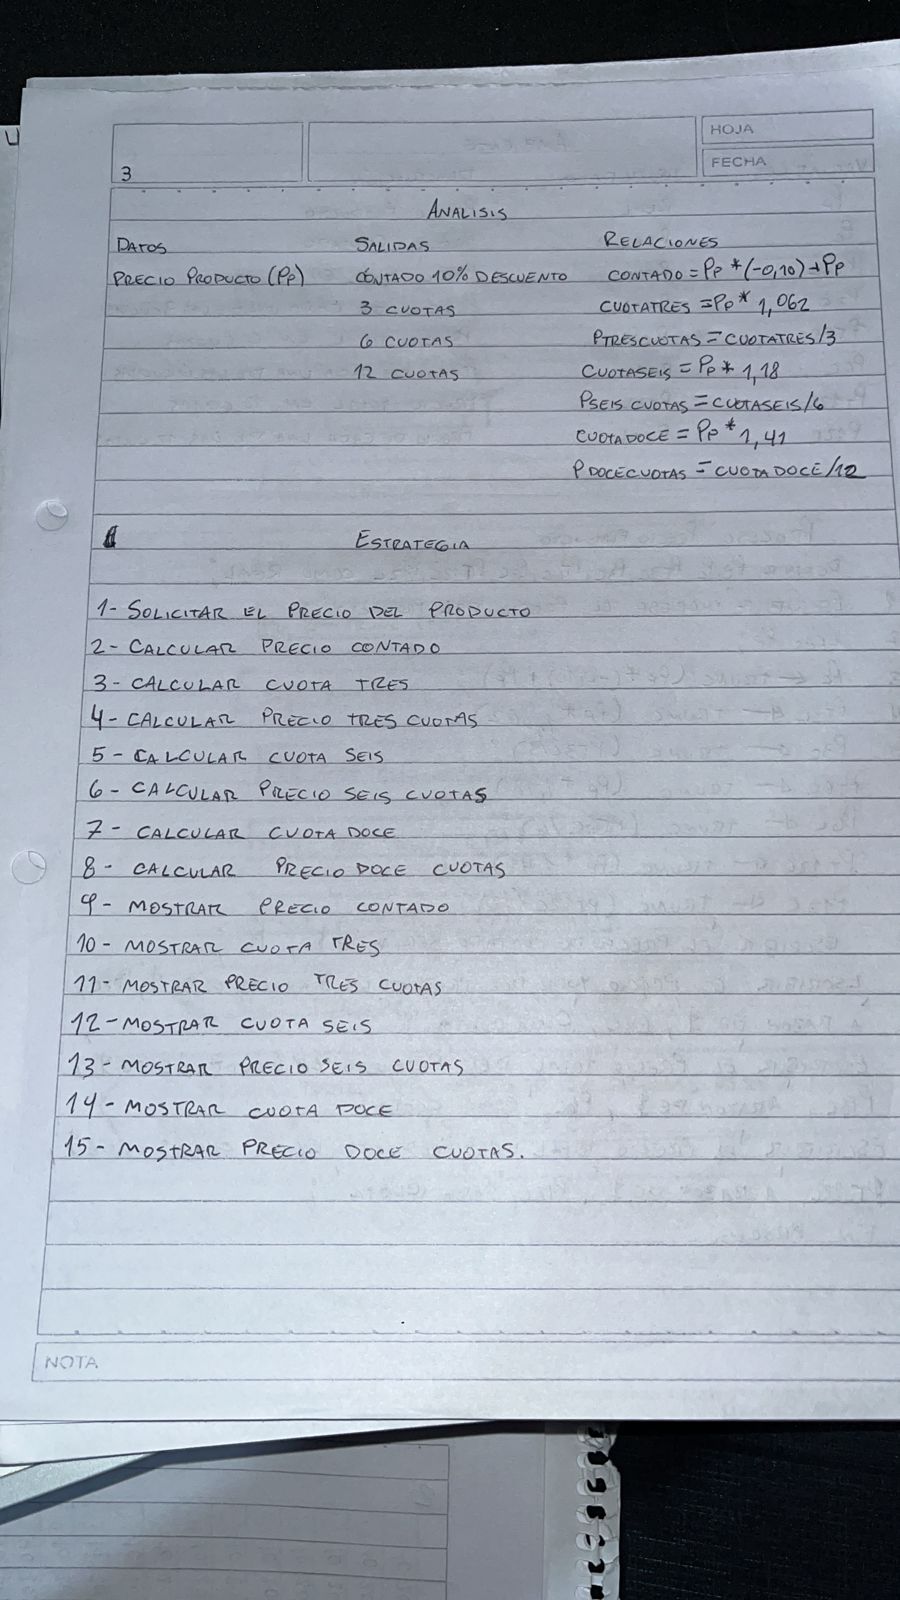 HOJA
FECHA
3
ANALISIS
DATOS SALIDAS RELACIONES
PRECIO PRODUCTO (Pp) CONTADO 10% DESCUENTO CONTADO = Pp * (-0,10) + Pp
3 CUOTAS CUOTATRES = Pp * 1,062
6 CUOTAS PTRESCUOTAS = CUOTATRES/3
12 CUOTAS CUOTASEIS = Pp * 1,18
PSEIS CUOTAS = CUOTASEIS/6
CUOTADOCE = Pp * 1,41
PDOCECUOTAS = CUOTADOCE/12
ESTRATEGIA
1- SOLICITAR EL PRECIO DEL PRODUCTO
2- CALCULAR PRECIO CONTADO
3- CALCULAR CUOTA TRES
4- CALCULAR PRECIO TRES CUOTAS
5- CALCULAR CUOTA SEIS
6- CALCULAR PRECIO SEIS CUOTAS
7- CALCULAR CUOTA DOCE
8- CALCULAR PRECIO DOCE CUOTAS
9- MOSTRAR PRECIO CONTADO
10- MOSTRAR CUOTA TRES
11- MOSTRAR PRECIO TRES CUOTAS
12- MOSTRAR CUOTA SEIS
13- MOSTRAR PRECIO SEIS CUOTAS
14- MOSTRAR CUOTA DOCE
15- MOSTRAR PRECIO DOCE CUOTAS.
NOTA